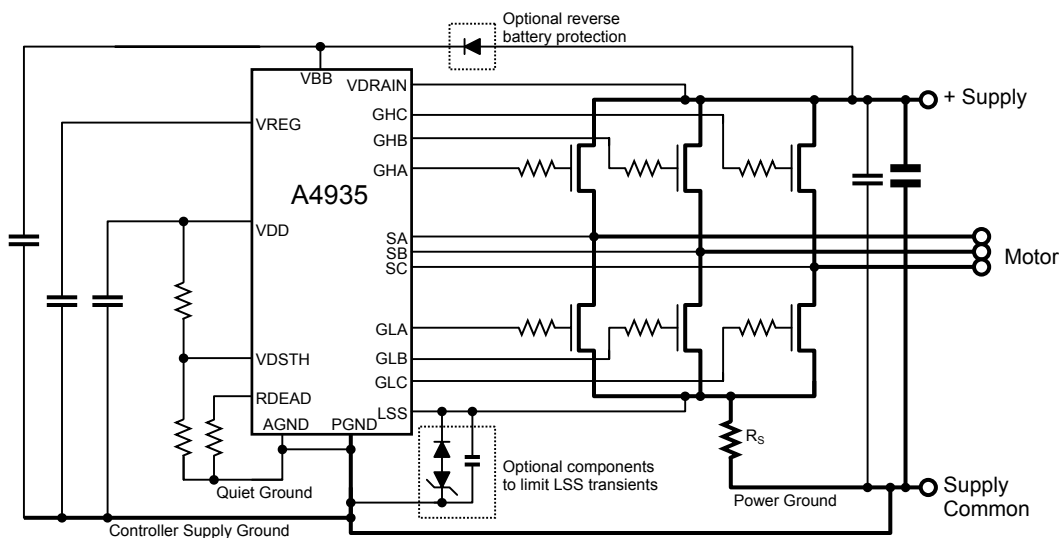 Optional reverse
battery protection
VBB
VDRAIN
+ Supply
GHC
VREG
GHB
GHA
A4935
VDD
SA
SB
SC
Motor
GLA
VDSTH
GLB
GLC
RDEAD
LSS
AGND
PGND
RS
Optional components
to limit LSS transients
Quiet Ground
Power Ground
Supply
Common
Controller Supply Ground